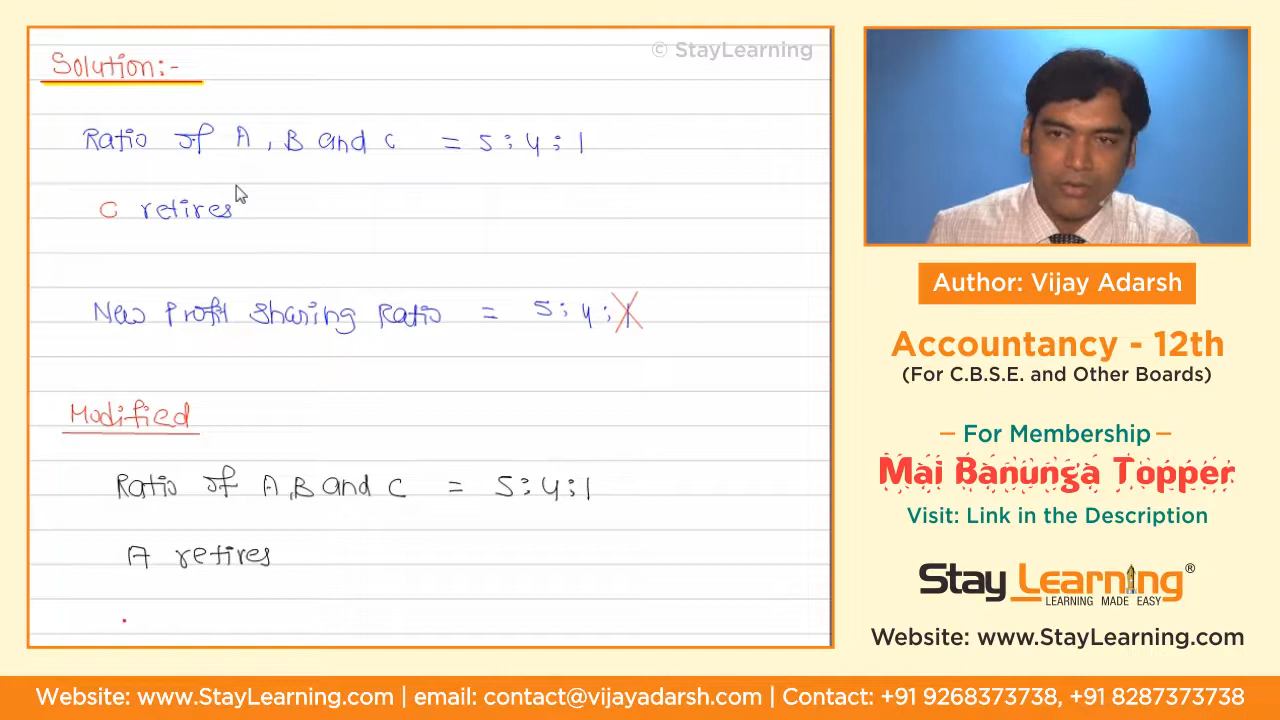 © StayLearning
Solution:-
Ratio of A, B and C = 5:4:1
C retires
New Profit Sharing Ratio = 5:4:1
Modified
Ratio of A, B and C = 5:4:1
A retires
Author: Vijay Adarsh
Accountancy - 12th
(For C.B.S.E. and Other Boards)
– For Membership –
Mai Banunga Topper
Visit: Link in the Description
Stay Learning®
LEARNING MADE EASY
Website: www.StayLearning.com
Website: www.StayLearning.com | email: contact@vijayadarsh.com | Contact: +91 9268373738, +91 8287373738